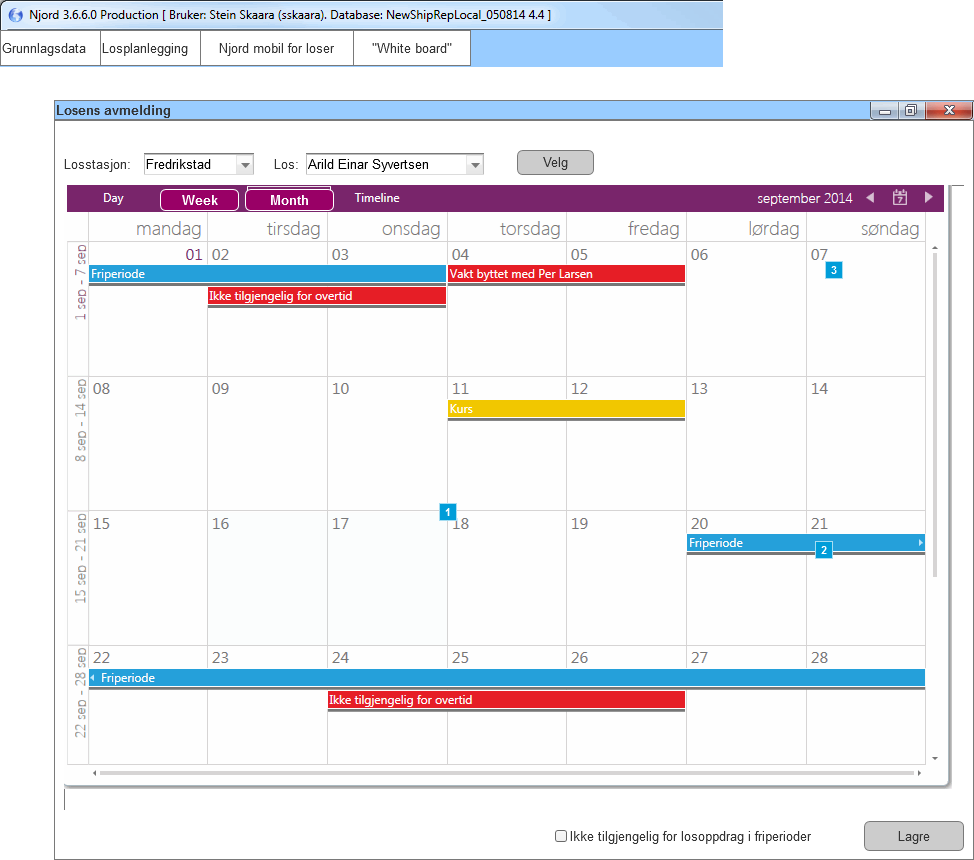 Njord 3.6.6.0 Production [ Bruker: Stein Skaara (sskaara). Database: NewShipRepLocal_050814 4.4 ]
Grunnlagsdata Losplanlegging Njord mobil for loser "White board"
Losens avmelding
Losstasjon: Fredrikstad Los: Arild Einar Syvertsen Velg
Day Week Month Timeline september 2014 7
mandag tirsdag onsdag torsdag fredag lørdag søndag
1 sep - 7 sep
01 02 03 04 05 06 07
3
Friperiode Vakt byttet med Per Larsen
Ikke tilgjengelig for overtid
8 sep - 14 sep
08 09 10 11 12 13 14
Kurs
1
15 sep - 21 sep
15 16 17 18 19 20 21
Friperiode
2
22 sep - 28 sep
22 23 24 25 26 27 28
Friperiode
Ikke tilgjengelig for overtid
Ikke tilgjengelig for losoppdrag i friperioder Lagre